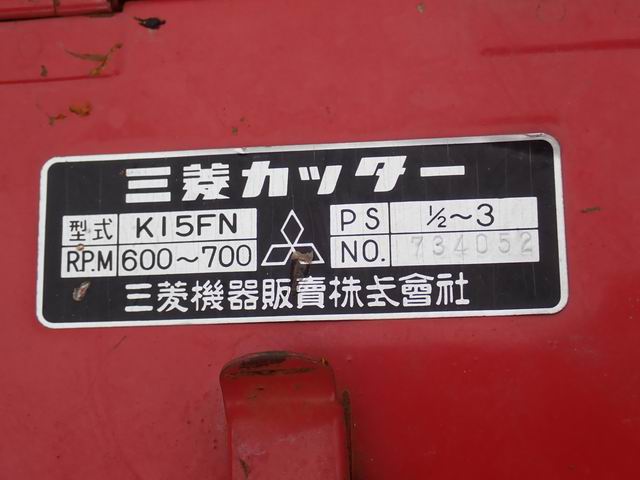 三菱カッター
型式 K15FN PS ½～3
RP.M 600～700 NO. 734052
三菱機器販賣株式會社